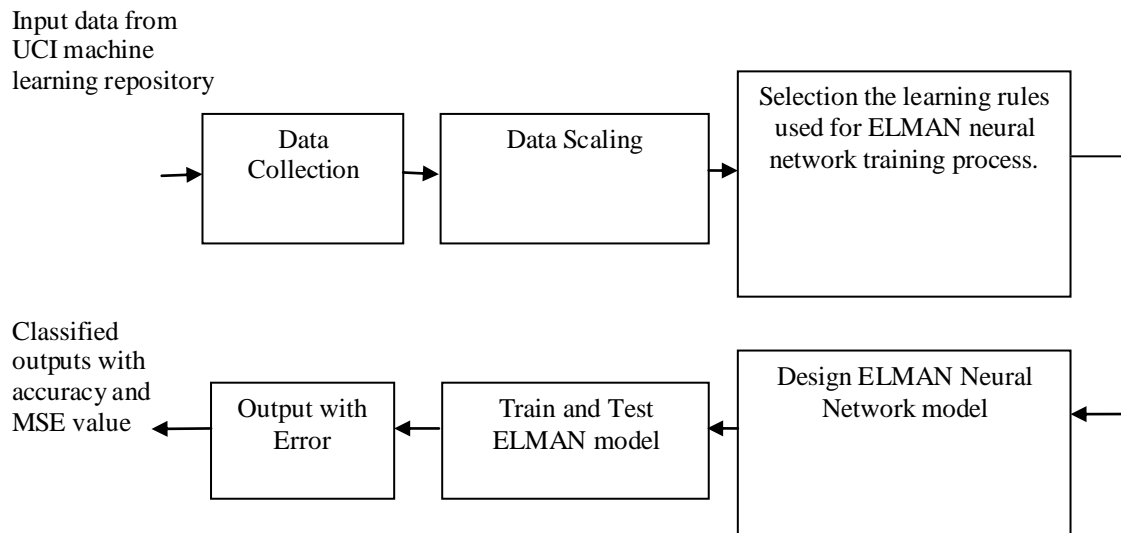 Input data from
UCI machine
learning repository
Data
Collection
Data Scaling
Selection the learning rules
used for ELMAN neural
network training process.
Classified
outputs with
accuracy and
MSE value
Output with
Error
Train and Test
ELMAN model
Design ELMAN Neural
Network model